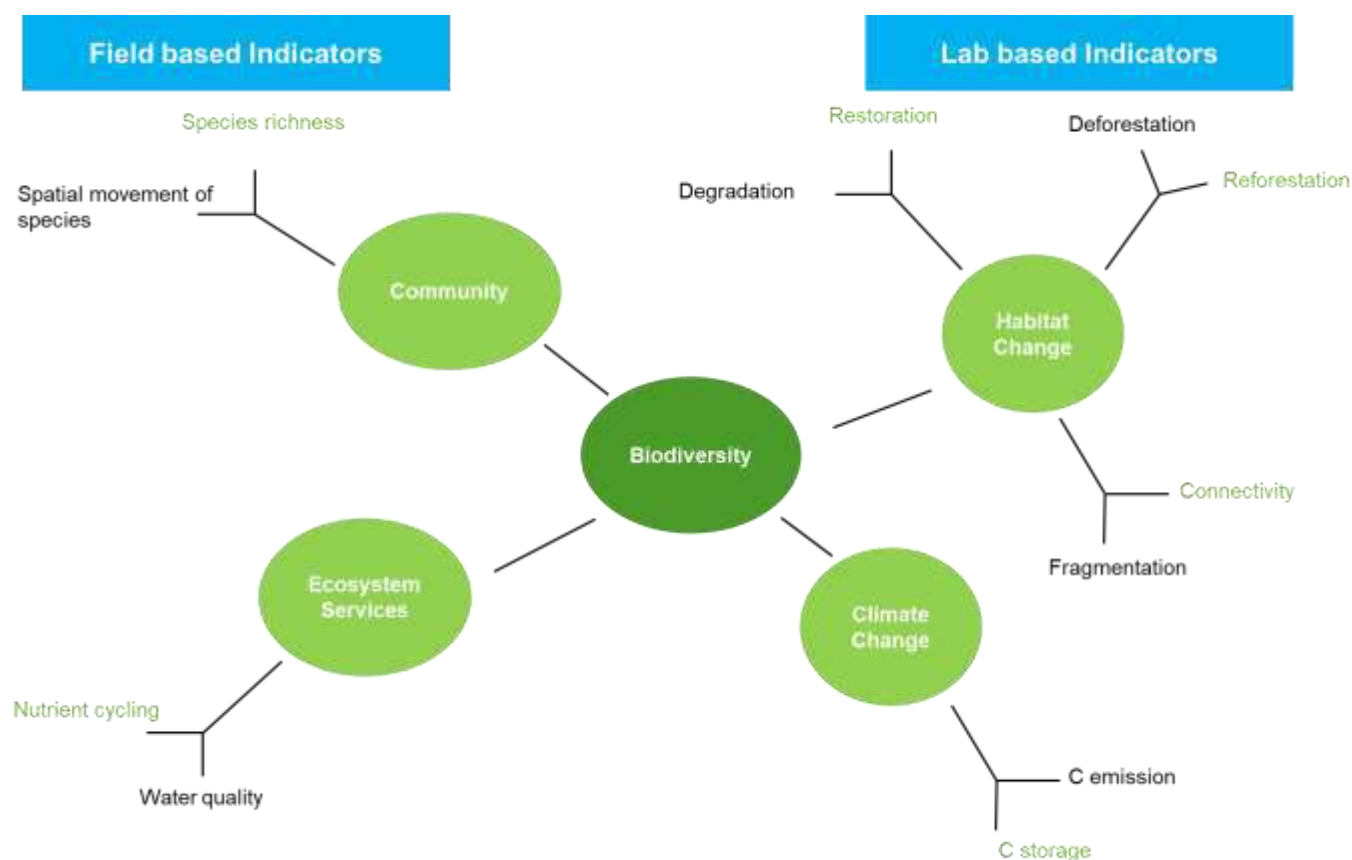 Field based Indicators
Lab based Indicators
Species richness
Spatial movement of
species
Community
Restoration
Deforestation
Degradation
Reforestation
Habitat
Change
Biodiversity
Connectivity
Fragmentation
Ecosystem
Services
Climate
Change
Nutrient cycling
Water quality
C emission
C storage